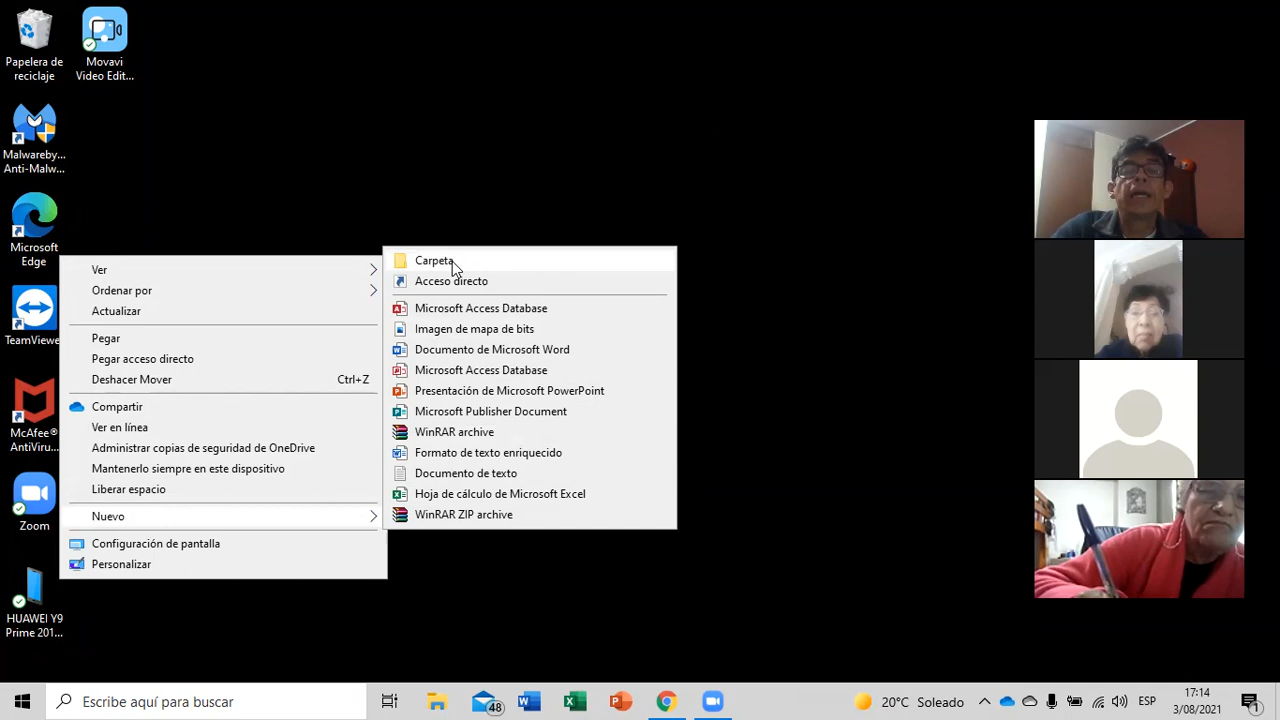 Papelera de
reciclaje
Movavi
Video Edit...
Malwareby...
Anti-Malw...
Microsoft
Edge
TeamViewe
McAfee®
AntiViru...
Zoom
HUAWEI Y9
Prime 201...
Ver
Ordenar por
Actualizar
Pegar
Pegar acceso directo
Deshacer Mover Ctrl+Z
Compartir
Ver en línea
Administrar copias de seguridad de OneDrive
Mantenerlo siempre en este dispositivo
Liberar espacio
Nuevo
Configuración de pantalla
Personalizar
Carpeta
Acceso directo
Microsoft Access Database
Imagen de mapa de bits
Documento de Microsoft Word
Microsoft Access Database
Presentación de Microsoft PowerPoint
Microsoft Publisher Document
WinRAR archive
Formato de texto enriquecido
Documento de texto
Hoja de cálculo de Microsoft Excel
WinRAR ZIP archive
Escribe aquí para buscar
48
20°C Soleado
ESP
17:14
3/08/2021
1